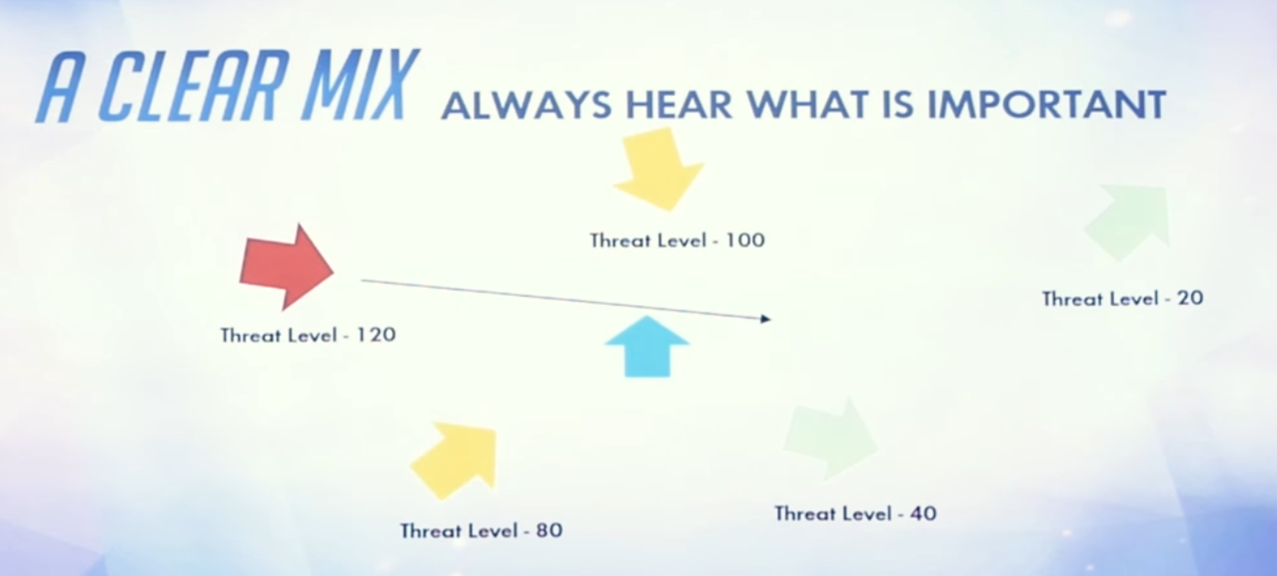 A CLEAR MIX ALWAYS HEAR WHAT IS IMPORTANT
Threat Level - 100
Threat Level - 20
Threat Level - 120
Threat Level - 40
Threat Level - 80